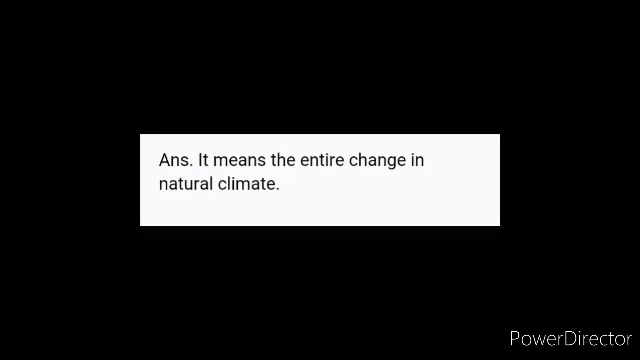 Ans. It means the entire change in
natural climate.
PowerDirector